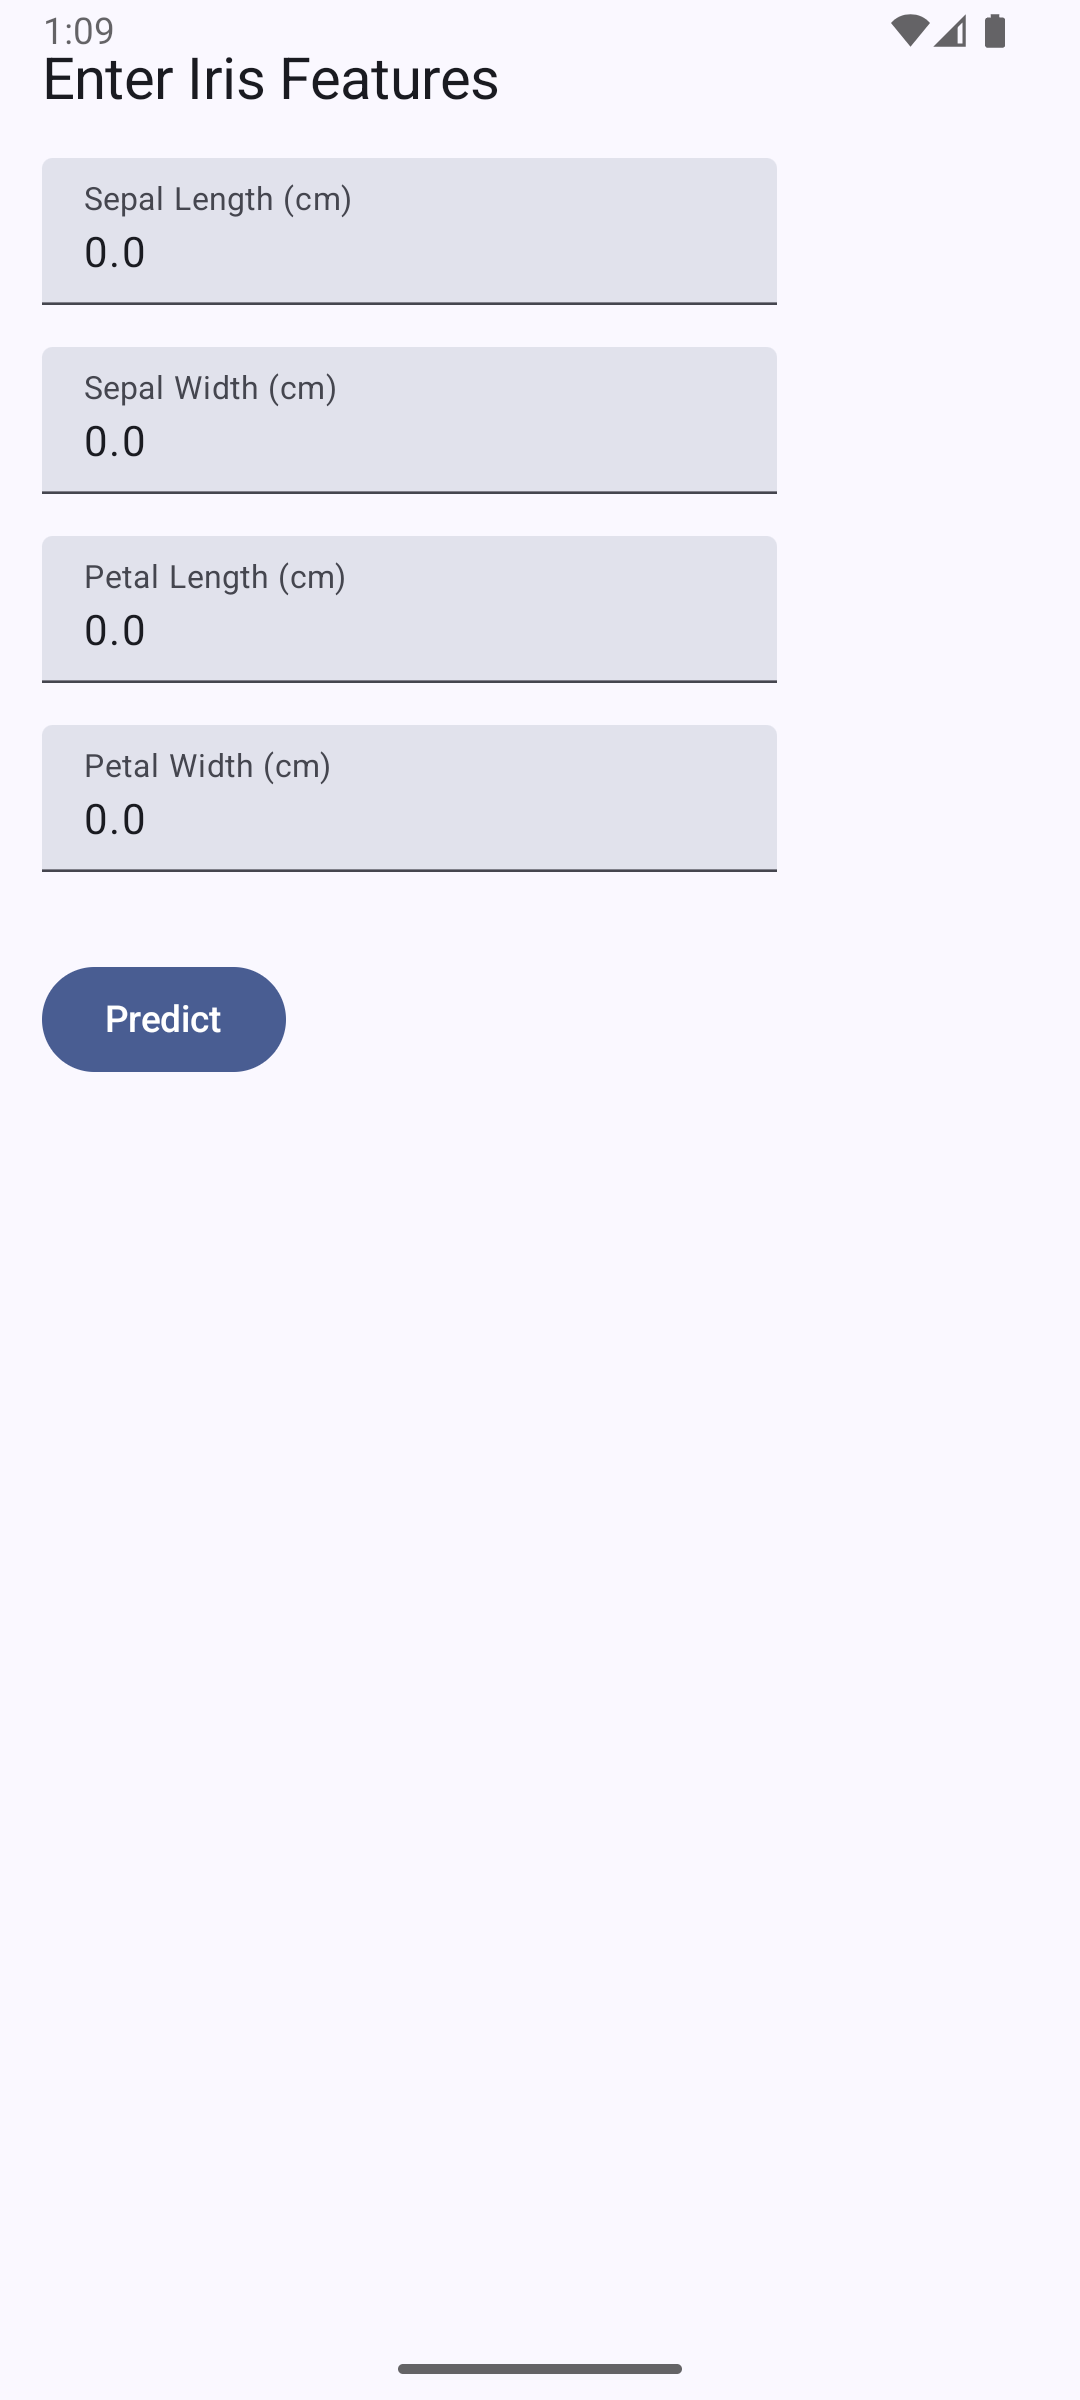 1:09
Enter Iris Features
Sepal Length (cm)
0.0
Sepal Width (cm)
0.0
Petal Length (cm)
0.0
Petal Width (cm)
0.0
Predict